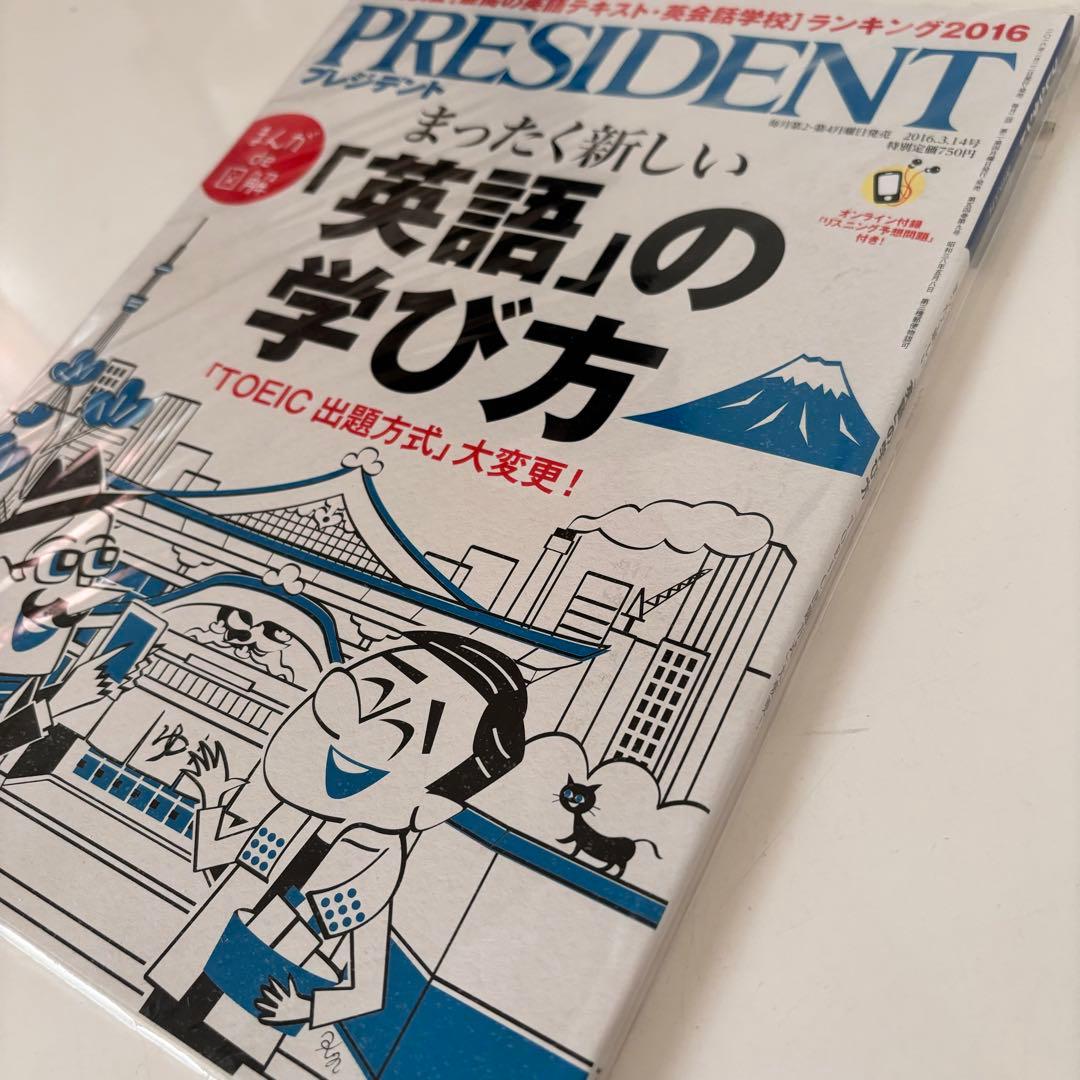 の英語テキスト・英会話学校]ランキング2016
PRESIDENT
プレジデント
毎月第2・第4月曜日発売
2016.3.14号
特別定価750円
まんが
de
図解
まったく新しい
「英語」の
学び方
オンライン付録
「リスニング予想問題」
付き!
「TOEIC 出題方式」大変更!
ゆ